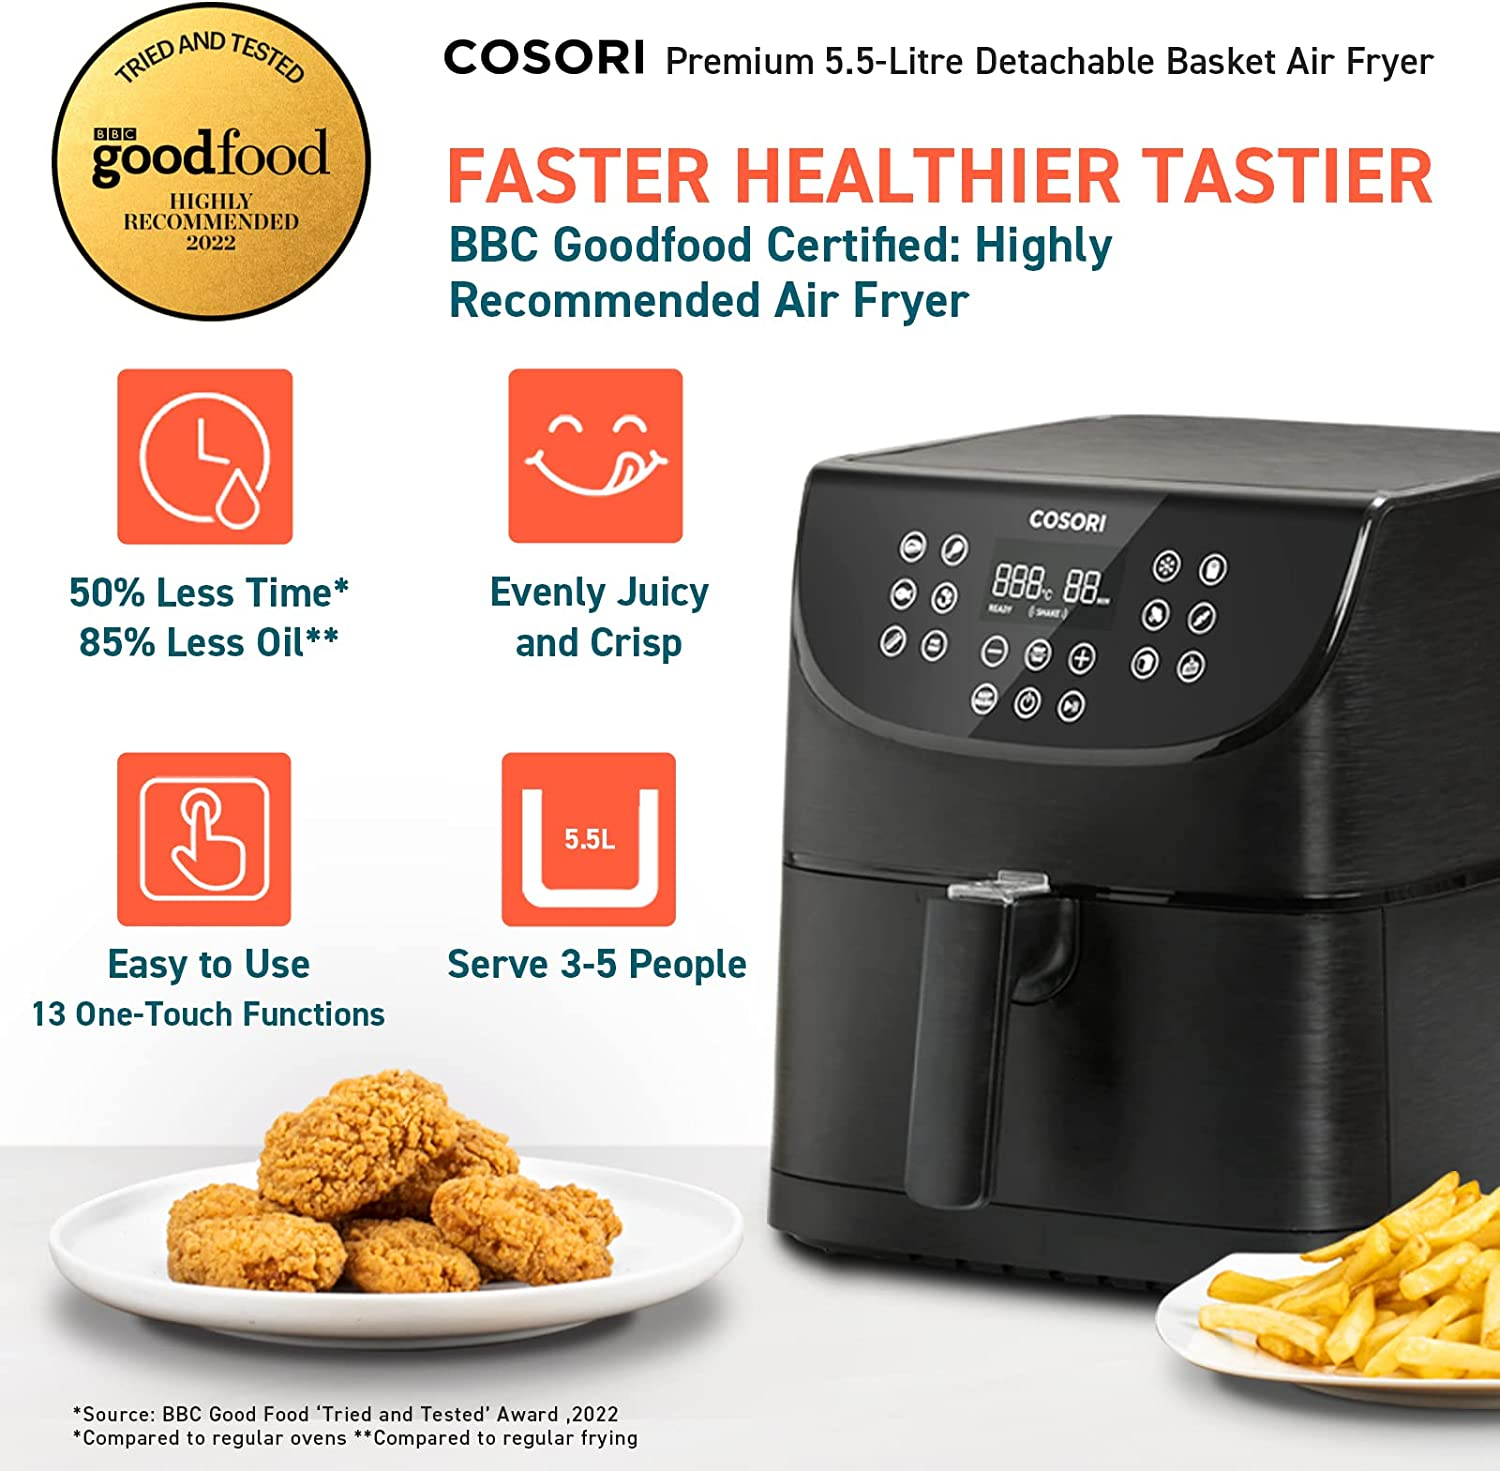 TRIED AND TESTED
BBC
goodfood
HIGHLY
RECOMMENDED
2022
COSORI Premium 5.5-Litre Detachable Basket Air Fryer
FASTER HEALTHIER TASTIER
BBC Goodfood Certified: Highly
Recommended Air Fryer
50% Less Time*
85% Less Oil**
Evenly Juicy
and Crisp
5.5L
Easy to Use
13 One-Touch Functions
Serve 3-5 People
COSORI
888°C 88 MIN
READY SHAKE
*Source: BBC Good Food ‘Tried and Tested’ Award ,2022
*Compared to regular ovens **Compared to regular frying